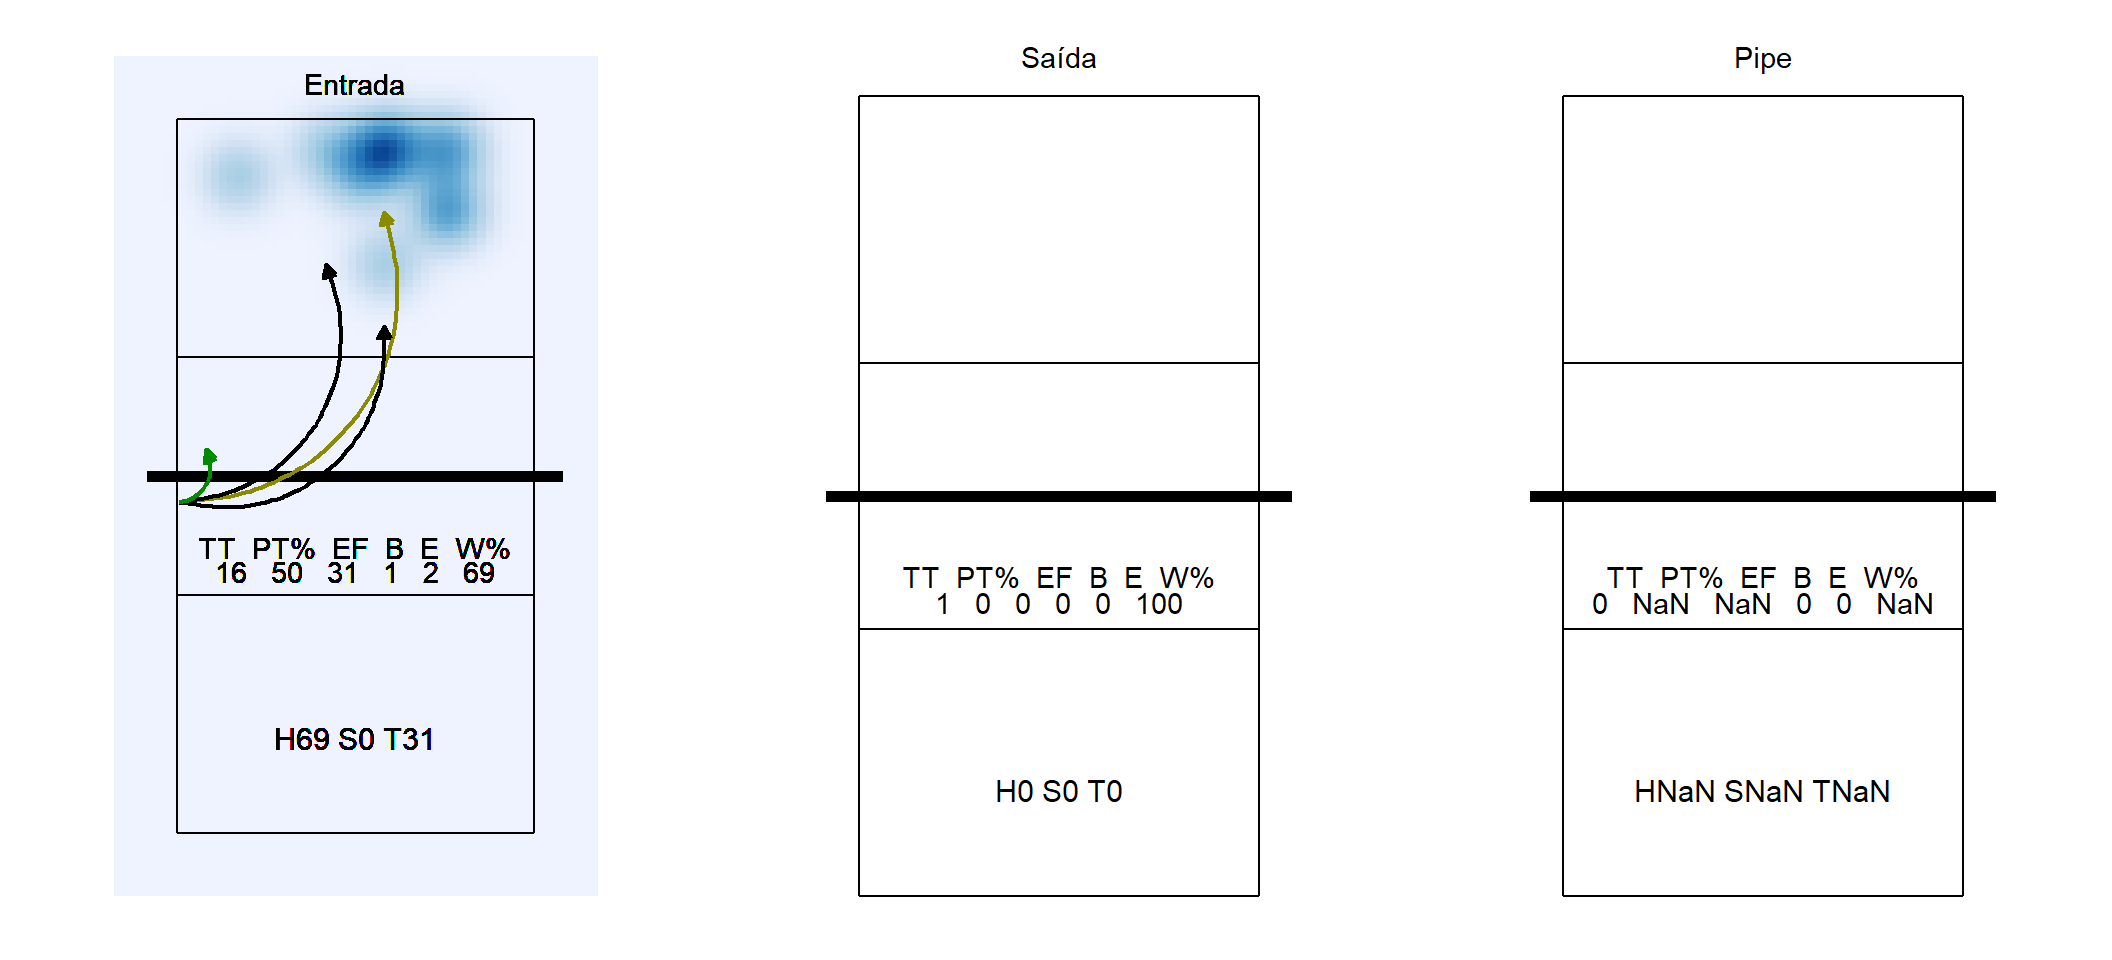 Entrada
TT PT% EF B E W%
16 50 31 1 2 69
H69 S0 T31
Saída
TT PT% EF B E W%
1 0 0 0 0 100
H0 S0 T0
Pipe
TT PT% EF B E W%
0 NaN NaN 0 0 NaN
HNaN SNaN TNaN